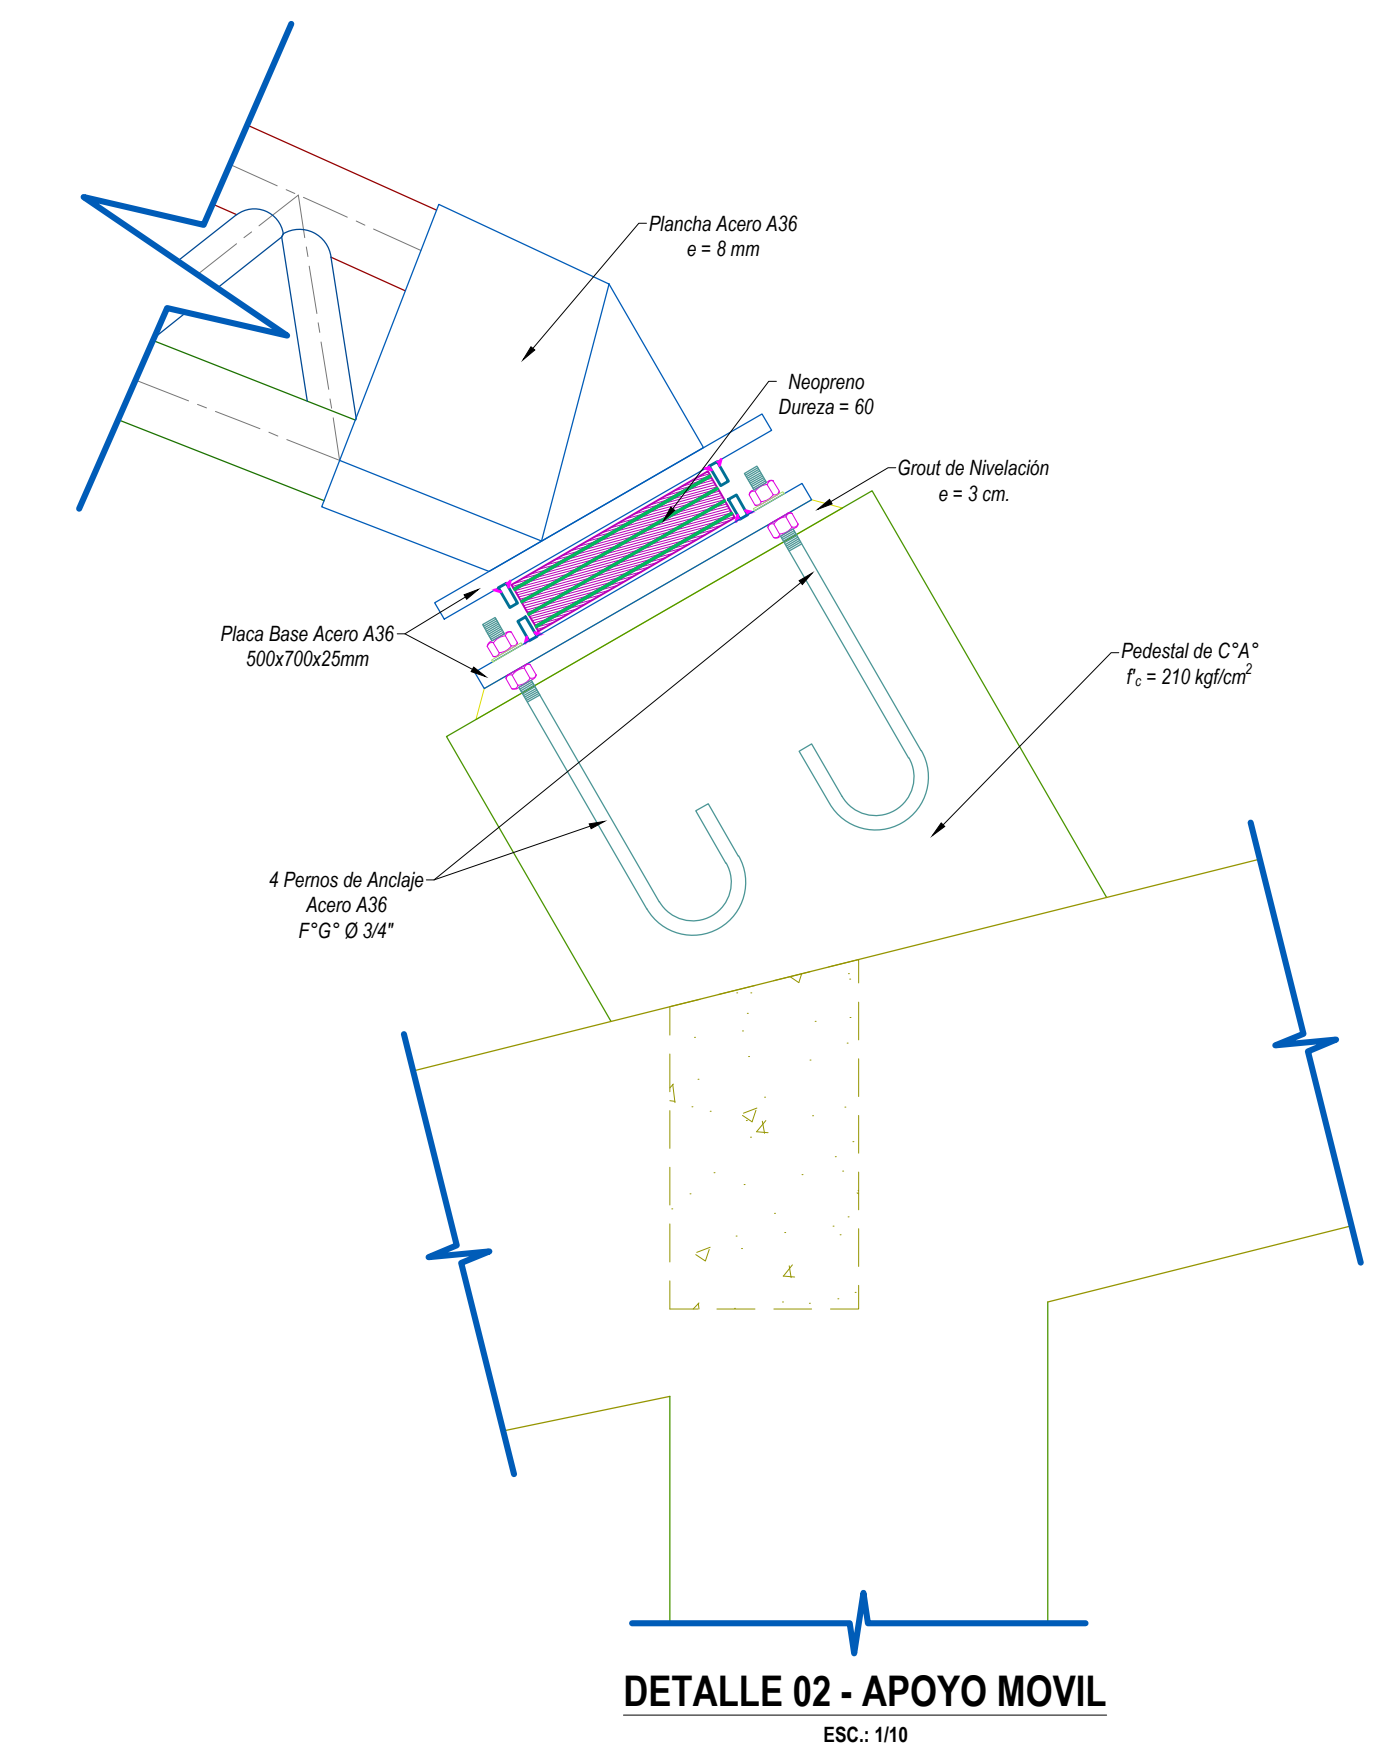 Plancha Acero A36
e = 8 mm
Neopreno
Dureza = 60
Grout de Nivelación
e = 3 cm.
Placa Base Acero A36
500x700x25mm
Pedestal de C°A°
f'c = 210 kgf/cm²
4 Pernos de Anclaje
Acero A36
F°G° Ø 3/4"
DETALLE 02 - APOYO MOVIL
ESC.: 1/10